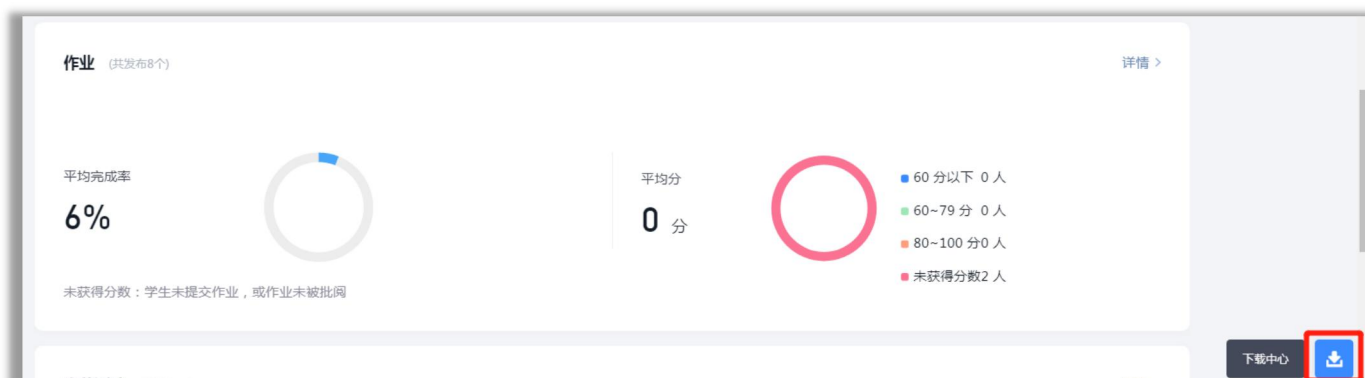 作业 (共发布8个)
详情 >
平均完成率
6%
未获得分数：学生未提交作业，或作业未被批阅
平均分
0 分
60 分以下 0 人
60~79 分 0 人
80~100 分0 人
未获得分数2 人
下载中心